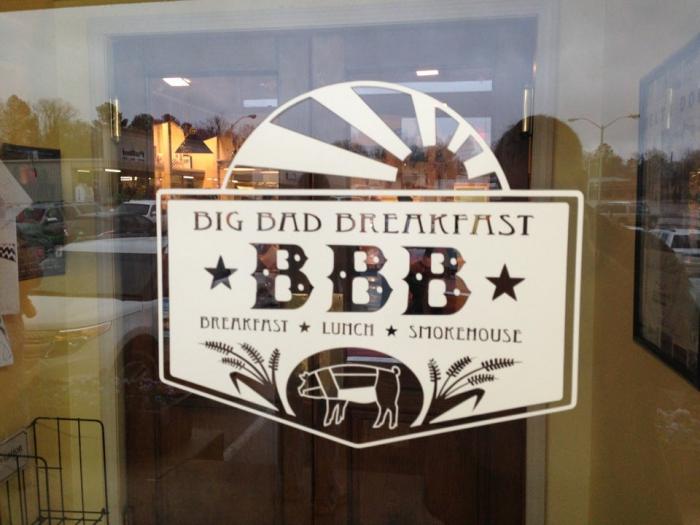 BIG BAD BREAKFAST
BBB
BREAKFAST ★ LUNCH ★ SMOKEHOUSE